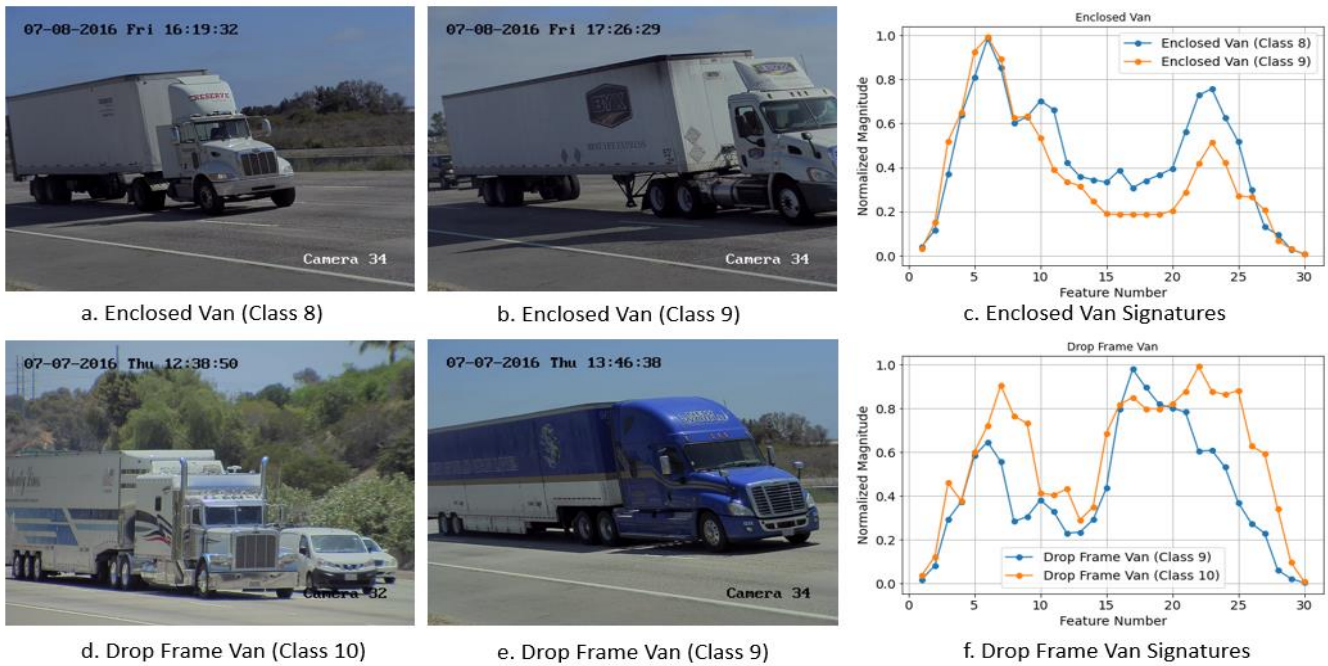 07-08-2016 Fri 16:19:32
RESERVE
Camera 34
a. Enclosed Van (Class 8)
07-08-2016 Fri 17:26:29
Camera 34
b. Enclosed Van (Class 9)
Enclosed Van
Enclosed Van (Class 8)
Enclosed Van (Class 9)
Normalized Magnitude
1.0
0.8
0.6
0.4
0.2
0.0
0 5 10 15 20 25 30
Feature Number
c. Enclosed Van Signatures
07-07-2016 Thu 12:38:50
Camera 32
d. Drop Frame Van (Class 10)
07-07-2016 Thu 13:46:38
Camera 34
e. Drop Frame Van (Class 9)
Drop Frame Van
Drop Frame Van (Class 9)
Drop Frame Van (Class 10)
Normalized Magnitude
1.0
0.8
0.6
0.4
0.2
0.0
0 5 10 15 20 25 30
Feature Number
f. Drop Frame Van Signatures